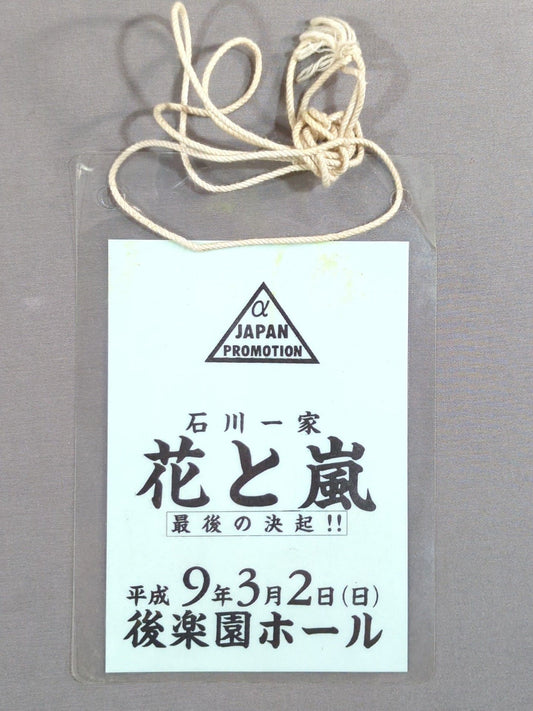 α
JAPAN
PROMOTION
石川一家
花と嵐
最後の決起!!
平成9年3月2日(日)
後楽園ホール